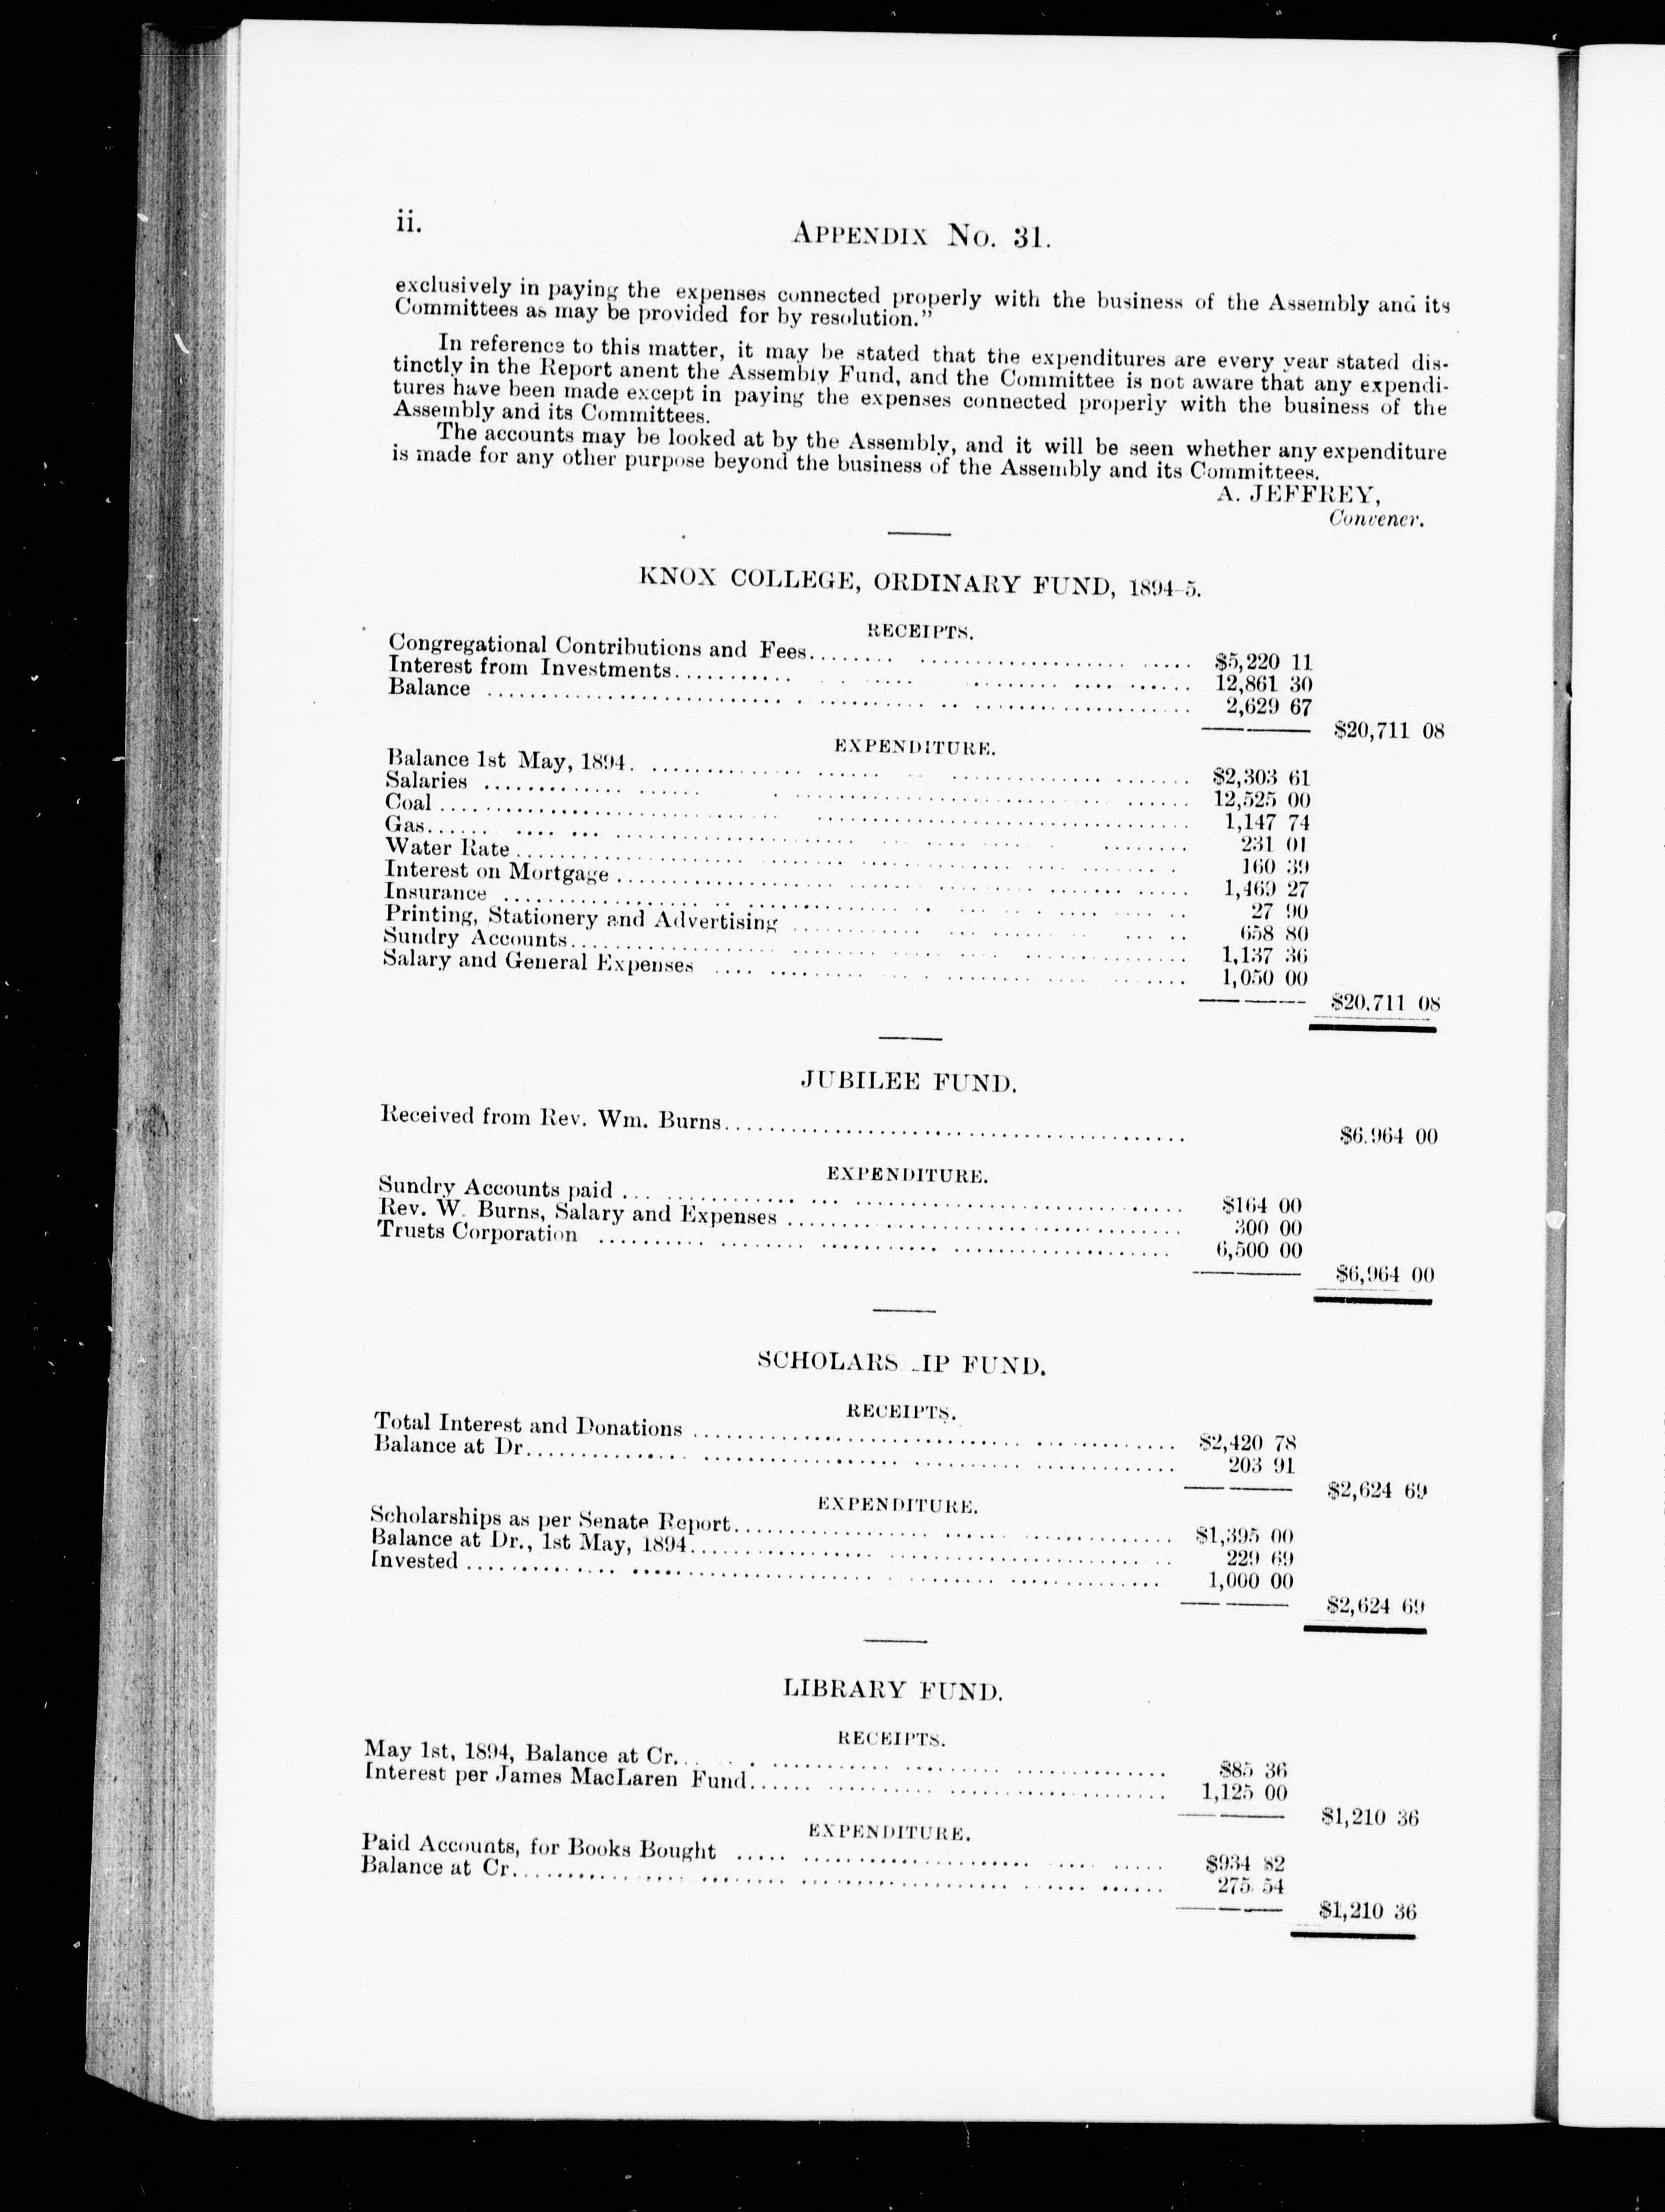 ii.
APPENDIX No. 31.
exclusively in paying the expenses connected properly with the business of the Assembly and its
Committees as may be provided for by resolution."
In reference to this matter, it may be stated that the expenditures are every year stated dis-
tinctly in the Report anent the Assembly Fund, and the Committee is not aware that any expendi-
tures have been made except in paying the expenses connected properly with the business of the
Assembly and its Committees.
The accounts may be looked at by the Assembly, and it will be seen whether any expenditure
is made for any other purpose beyond the business of the Assembly and its Committees.
A. JEFFREY,
Convener.
KNOX COLLEGE, ORDINARY FUND, 1894-5.
RECEIPTS.
Congregational Contributions and Fees........ ..................... ..... $5,220 11
Interest from Investments........... ..... ......... .... ...... 12,861 30
Balance ............................. . ........... .. ..................... 2,629 67
$20,711 08
EXPENDITURE.
Balance 1st May, 1894. ............... ...... ................ ....... $2,303 61
Salaries ............. ...... ............................. ...... 12,525 00
Coal ................................. ................................. 1,147 74
Gas...... .... ... ......................... .... ...... ........ 231 01
Water Rate........................ ........ ............ .... ......... . 160 39
Interest on Mortgage ............................. ......... ....... ..... 1,469 27
Insurance ..................... .. .................. . .... .... .. 27 90
Printing, Stationery and Advertising .............. ......... ... .. 658 80
Sundry Accounts..................... ......... ... .............. 1,137 36
Salary and General Expenses .... ............ .. . ............ ....... 1,050 00
$20,711 08
JUBILEE FUND.
Received from Rev. Wm. Burns.......................................... $6.964 00
EXPENDITURE.
Sundry Accounts paid ................. ... ............................ ..... $164 00
Rev. W. Burns, Salary and Expenses ...................................... 300 00
Trusts Corporation .......... ......... ............ ..................... 6,500 00
$6,964 00
SCHOLARS IP FUND.
RECEIPTS.
Total Interest and Donations ................................. .............. $2,420 78
Balance at Dr................ .................... ........... .............. 203 91
$2,624 69
EXPENDITURE.
Scholarships as per Senate Report................... ...... ............... $1,395 00
Balance at Dr., 1st May, 1894.................... .......................... 229 69
Invested ............... ......................... ......... .............. 1,000 00
$2,624 69
LIBRARY FUND.
RECEIPTS.
May 1st, 1894, Balance at Cr... .. . ............. ......... .............. $85 36
Interest per James MacLaren Fund...... ........... ..................... 1,125 00
$1,210 36
EXPENDITURE.
Paid Accounts, for Books Bought ..... ....................... .... ..... $934 82
Balance at Cr................... ......... ..................... ...... ...... 275 54
$1,210 36